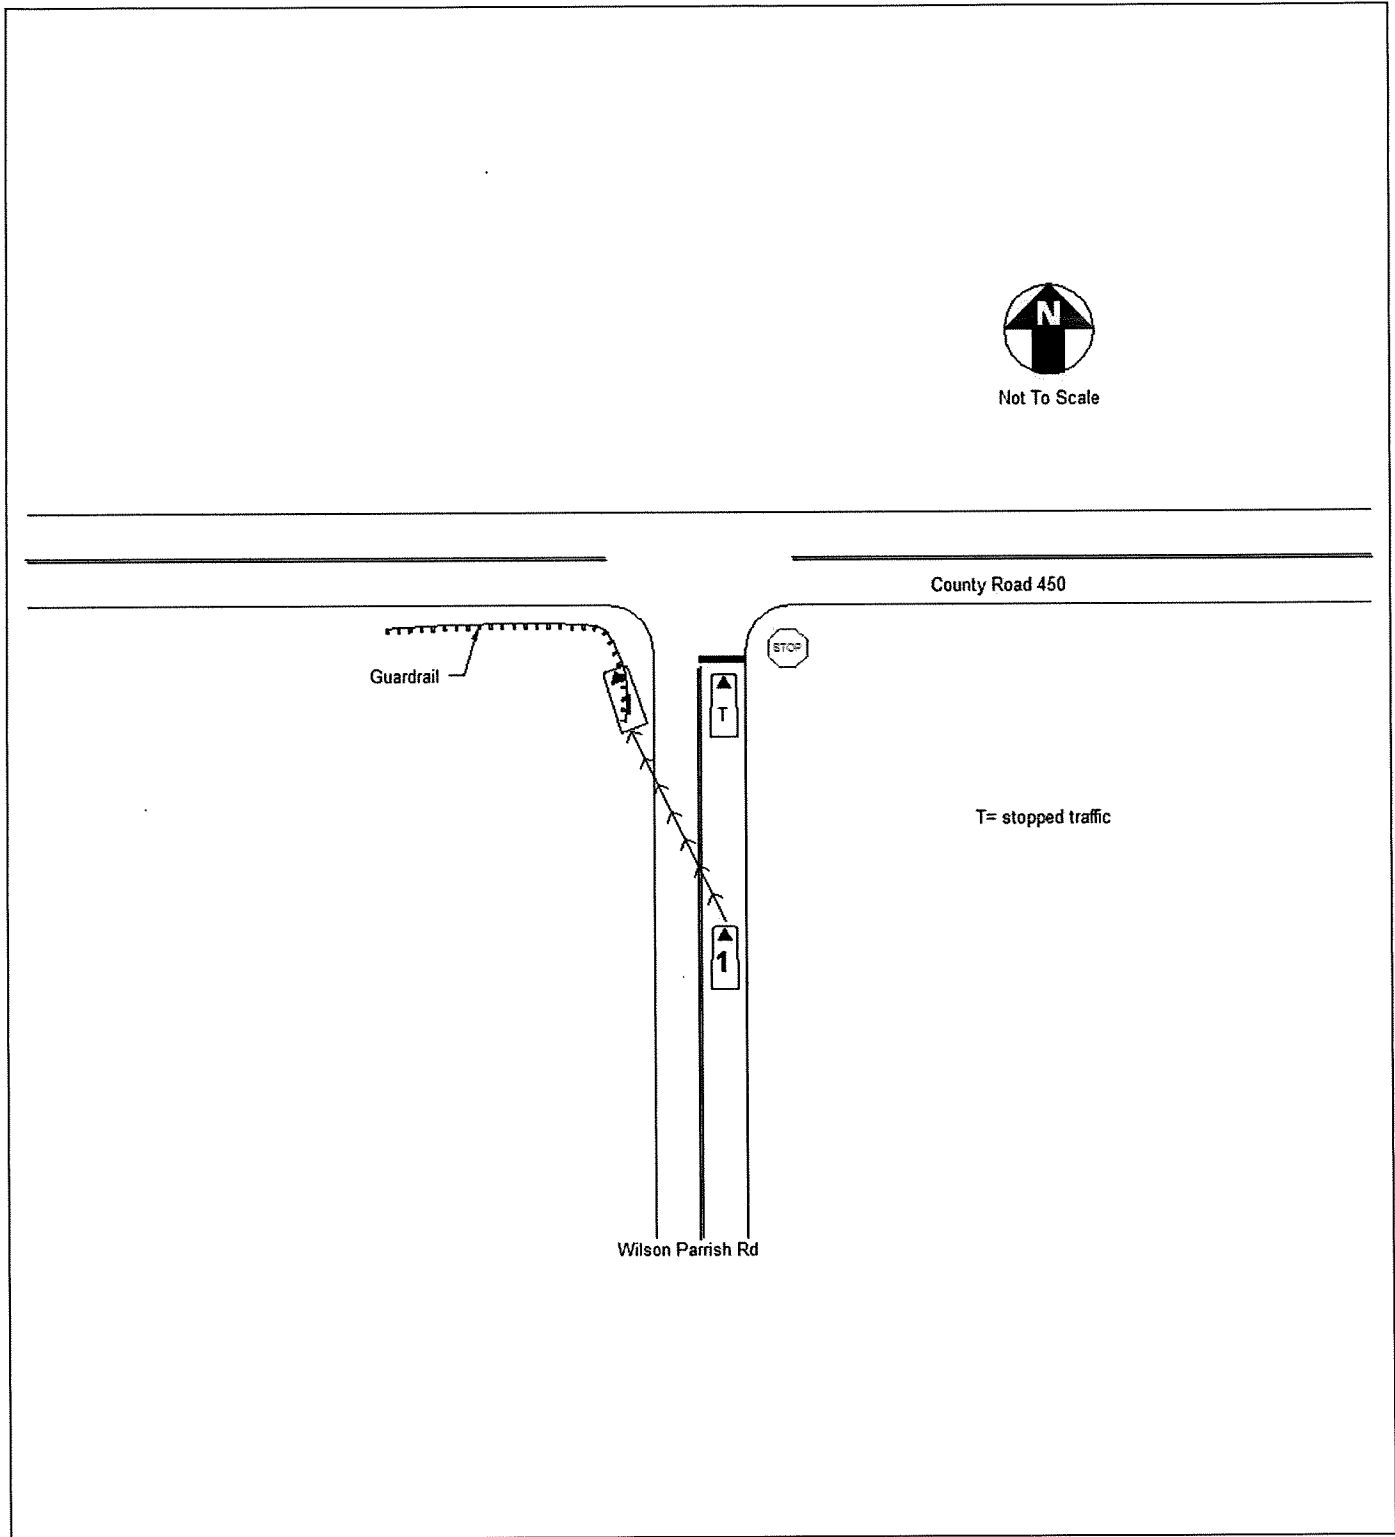 N
Not To Scale
County Road 450
STOP
Guardrail
T
T= stopped traffic
1
Wilson Parrish Rd